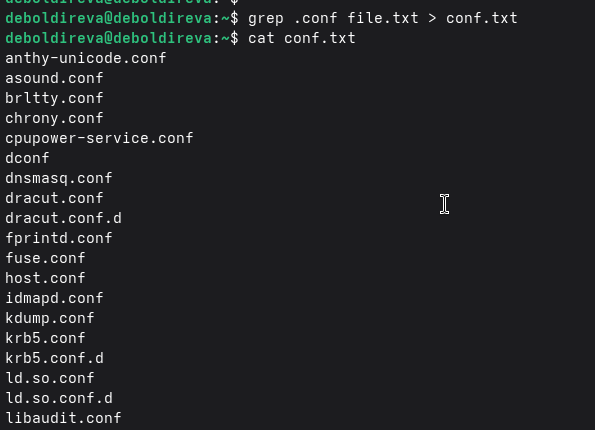 deboldireva@deboldireva:~$ grep .conf file.txt > conf.txt
deboldireva@deboldireva:~$ cat conf.txt
anthy-unicode.conf
asound.conf
brltty.conf
chrony.conf
cpupower-service.conf
dconf
dnsmasq.conf
dracut.conf
dracut.conf.d
fprintd.conf
fuse.conf
host.conf
idmapd.conf
kdump.conf
krb5.conf
krb5.conf.d
ld.so.conf
ld.so.conf.d
libaudit.conf